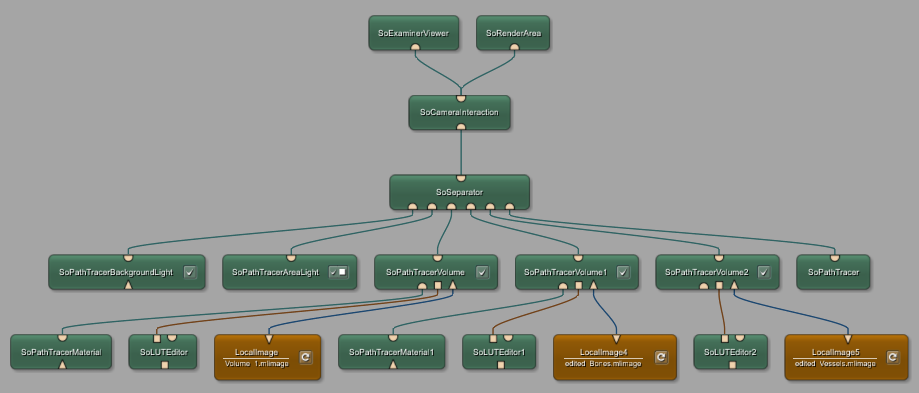 SoExaminerViewer
SoRenderArea
SoCameraInteraction
SoSeparator
SoPathTracerBackgroundLight
SoPathTracerAreaLight
SoPathTracerVolume
SoPathTracerVolume1
SoPathTracerVolume2
SoPathTracer
SoPathTracerMaterial
SoLUTEditor
LocalImage
Volume_1.mlimage
SoPathTracerMaterial1
SoLUTEditor1
LocalImage4
edited_Bones.mlimage
SoLUTEditor2
LocalImage5
edited_Vessels.mlimage